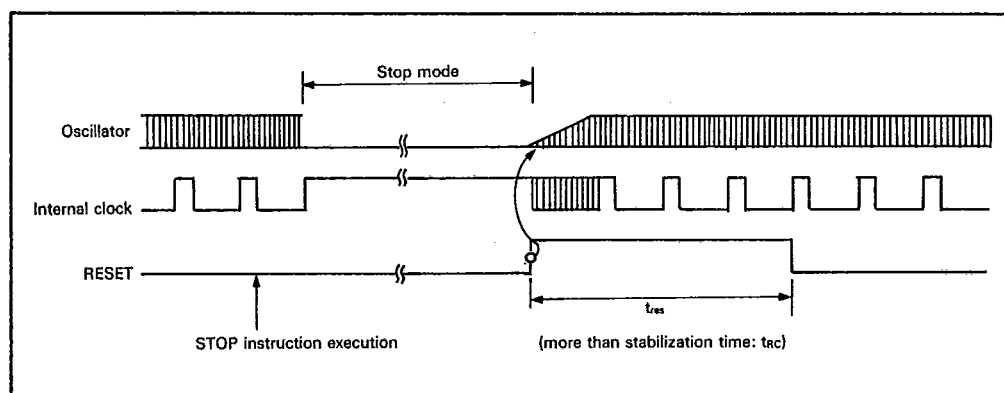 Stop mode
Oscillator
Internal clock
RESET
tres
STOP instruction execution
(more than stabilization time: tRC)